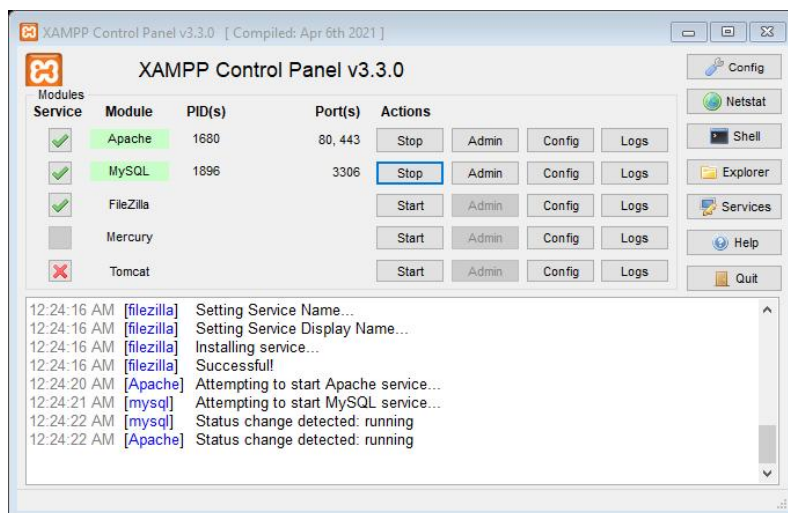 XAMPP Control Panel v3.3.0 [ Compiled: Apr 6th 2021 ]
XAMPP Control Panel v3.3.0
Config
Modules
Service Module PID(s) Port(s) Actions
Netstat
Apache 1680 80, 443 Stop Admin Config Logs
Shell
MySQL 1896 3306 Stop Admin Config Logs
Explorer
FileZilla Start Admin Config Logs
Services
Mercury Start Admin Config Logs
Help
Tomcat Start Admin Config Logs
Quit
12:24:16 AM [filezilla] Setting Service Name...
12:24:16 AM [filezilla] Setting Service Display Name...
12:24:16 AM [filezilla] Installing service...
12:24:16 AM [filezilla] Successful!
12:24:20 AM [Apache] Attempting to start Apache service...
12:24:21 AM [mysql] Attempting to start MySQL service...
12:24:22 AM [mysql] Status change detected: running
12:24:22 AM [Apache] Status change detected: running